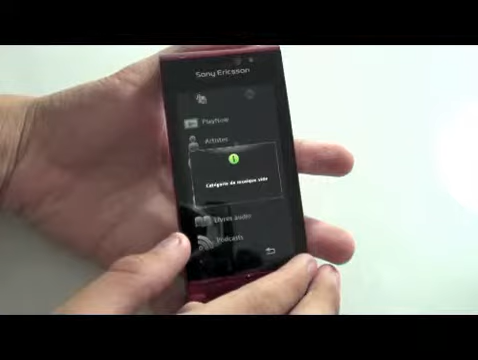 Sony Ericsson
PlayNow
Artistes
Catégorie de musique vide
Livres audio
Podcasts